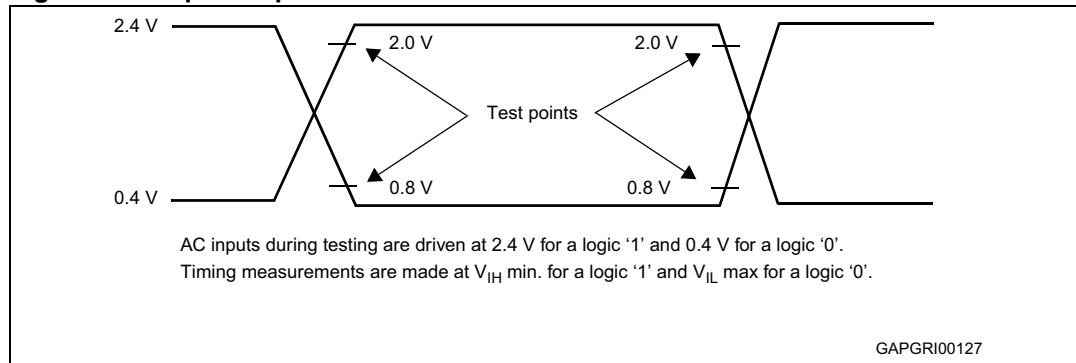 2.4 V
2.0 V
2.0 V
Test points
0.8 V
0.8 V
0.4 V
AC inputs during testing are driven at 2.4 V for a logic ‘1’ and 0.4 V for a logic ‘0’.
Timing measurements are made at VIH min. for a logic ‘1’ and VIL max for a logic ‘0’.
GAPGRI00127